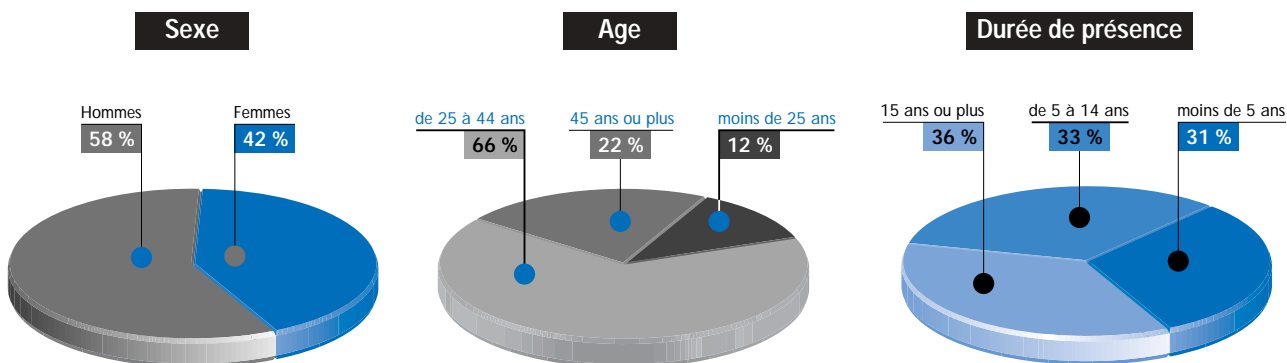 Sexe
Hommes
58 %
Femmes
42 %
Age
de 25 à 44 ans
66 %
45 ans ou plus
22 %
moins de 25 ans
12 %
Durée de présence
15 ans ou plus
36 %
de 5 à 14 ans
33 %
moins de 5 ans
31 %